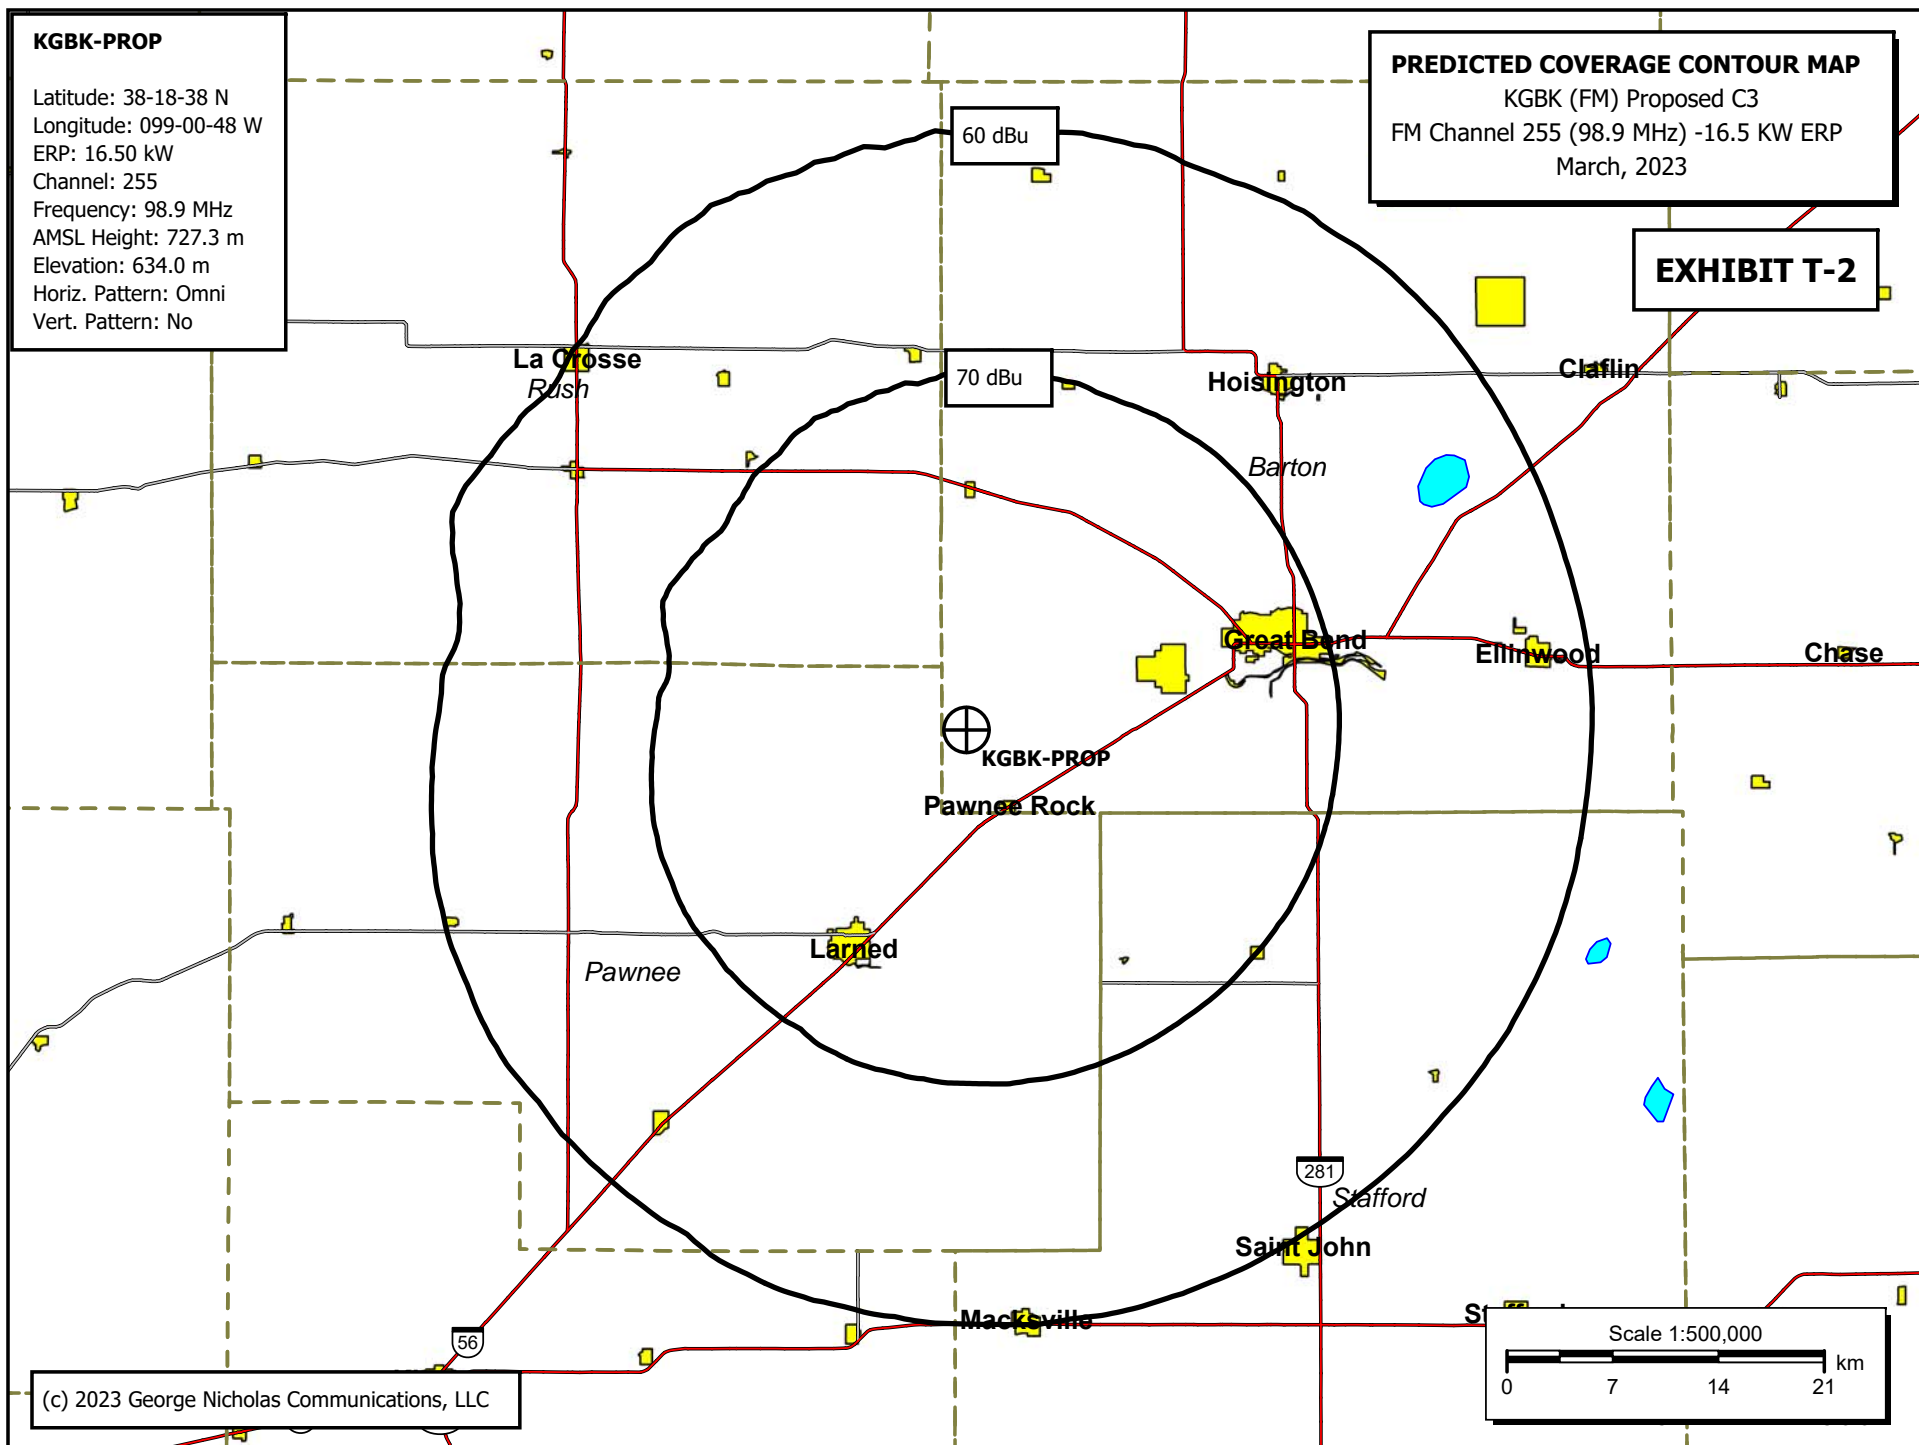 KGBK-PROP
Latitude: 38-18-38 N
Longitude: 099-00-48 W
ERP: 16.50 kW
Channel: 255
Frequency: 98.9 MHz
AMSL Height: 727.3 m
Elevation: 634.0 m
Horiz. Pattern: Omni
Vert. Pattern: No
PREDICTED COVERAGE CONTOUR MAP
KGBK (FM) Proposed C3
FM Channel 255 (98.9 MHz) -16.5 KW ERP
March, 2023
EXHIBIT T-2
60 dBu
70 dBu
La Crosse
Rush
Hoisington
Claflin
Barton
Great Bend
Ellinwood
Chase
KGBK-PROP
Pawnee Rock
Larned
Pawnee
281
Stafford
Saint John
Macksville
56
Scale 1:500,000
km
0 7 14 21
(c) 2023 George Nicholas Communications, LLC